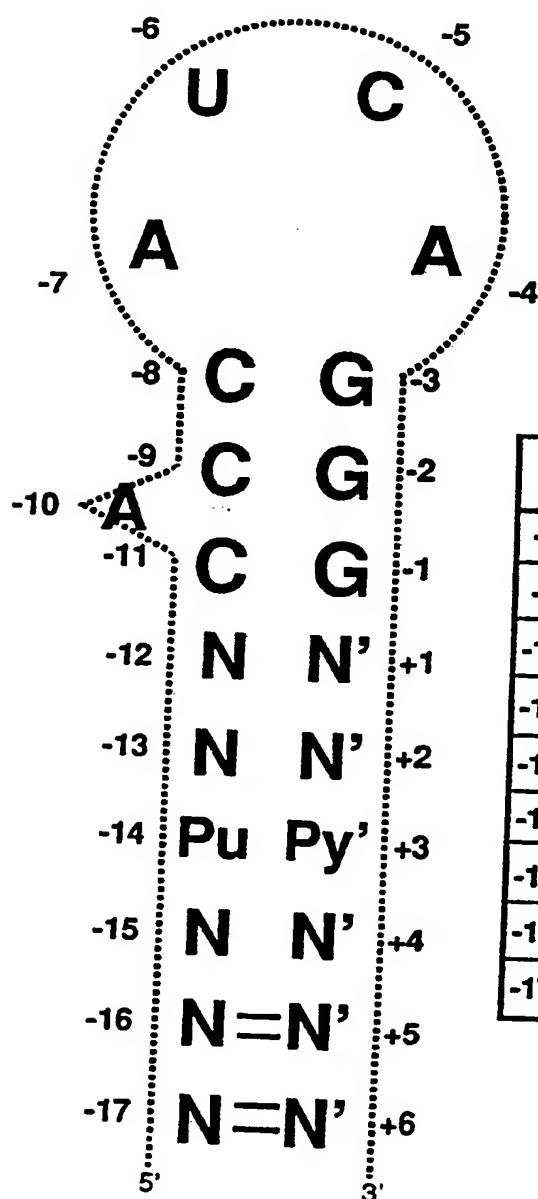 -6 -5
U C
A A
-7 -4
-8 C G -3
-9 C G -2
-10 A
-11 C G -1
-12 N N' +1
-13 N N' +2
-14 Pu Py' +3
-15 N N' +4
-16 N N' +5
-17 N N' +6
5' 3'